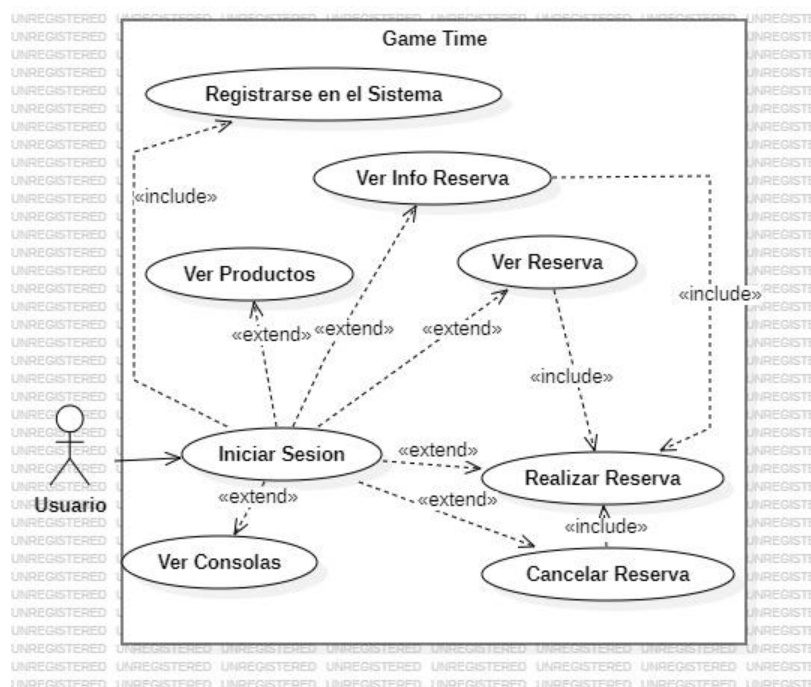 Game Time
Registrarse en el Sistema
Ver Info Reserva
«include»
Ver Reserva
Ver Productos
«include»
«extend»
«extend»
«extend»
«include»
Iniciar Sesion
«extend»
Realizar Reserva
«extend»
«extend»
Usuario
«include»
Ver Consolas
Cancelar Reserva
UNREGISTERED